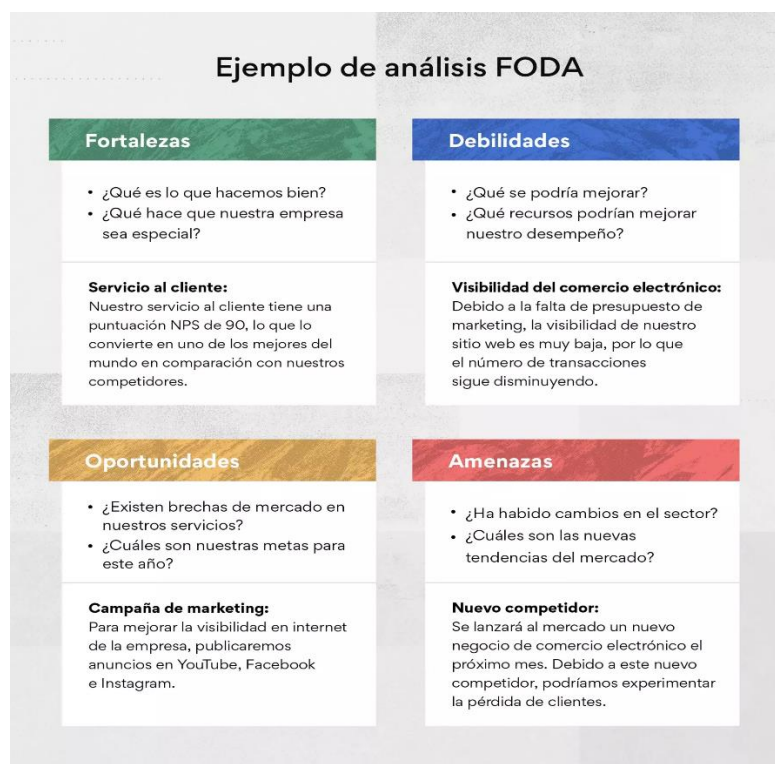 Ejemplo de análisis FODA
Fortalezas
• ¿Qué es lo que hacemos bien?
• ¿Qué hace que nuestra empresa
sea especial?
Servicio al cliente:
Nuestro servicio al cliente tiene una
puntuación NPS de 90, lo que lo
convierte en uno de los mejores del
mundo en comparación con nuestros
competidores.
Debilidades
• ¿Qué se podría mejorar?
• ¿Qué recursos podrían mejorar
nuestro desempeño?
Visibilidad del comercio electrónico:
Debido a la falta de presupuesto de
marketing, la visibilidad de nuestro
sitio web es muy baja, por lo que
el número de transacciones
sigue disminuyendo.
Oportunidades
• ¿Existen brechas de mercado en
nuestros servicios?
• ¿Cuáles son nuestras metas para
este año?
Campaña de marketing:
Para mejorar la visibilidad en internet
de la empresa, publicaremos
anuncios en YouTube, Facebook
e Instagram.
Amenazas
• ¿Ha habido cambios en el sector?
• ¿Cuáles son las nuevas
tendencias del mercado?
Nuevo competidor:
Se lanzará al mercado un nuevo
negocio de comercio electrónico el
próximo mes. Debido a este nuevo
competidor, podríamos experimentar
la pérdida de clientes.